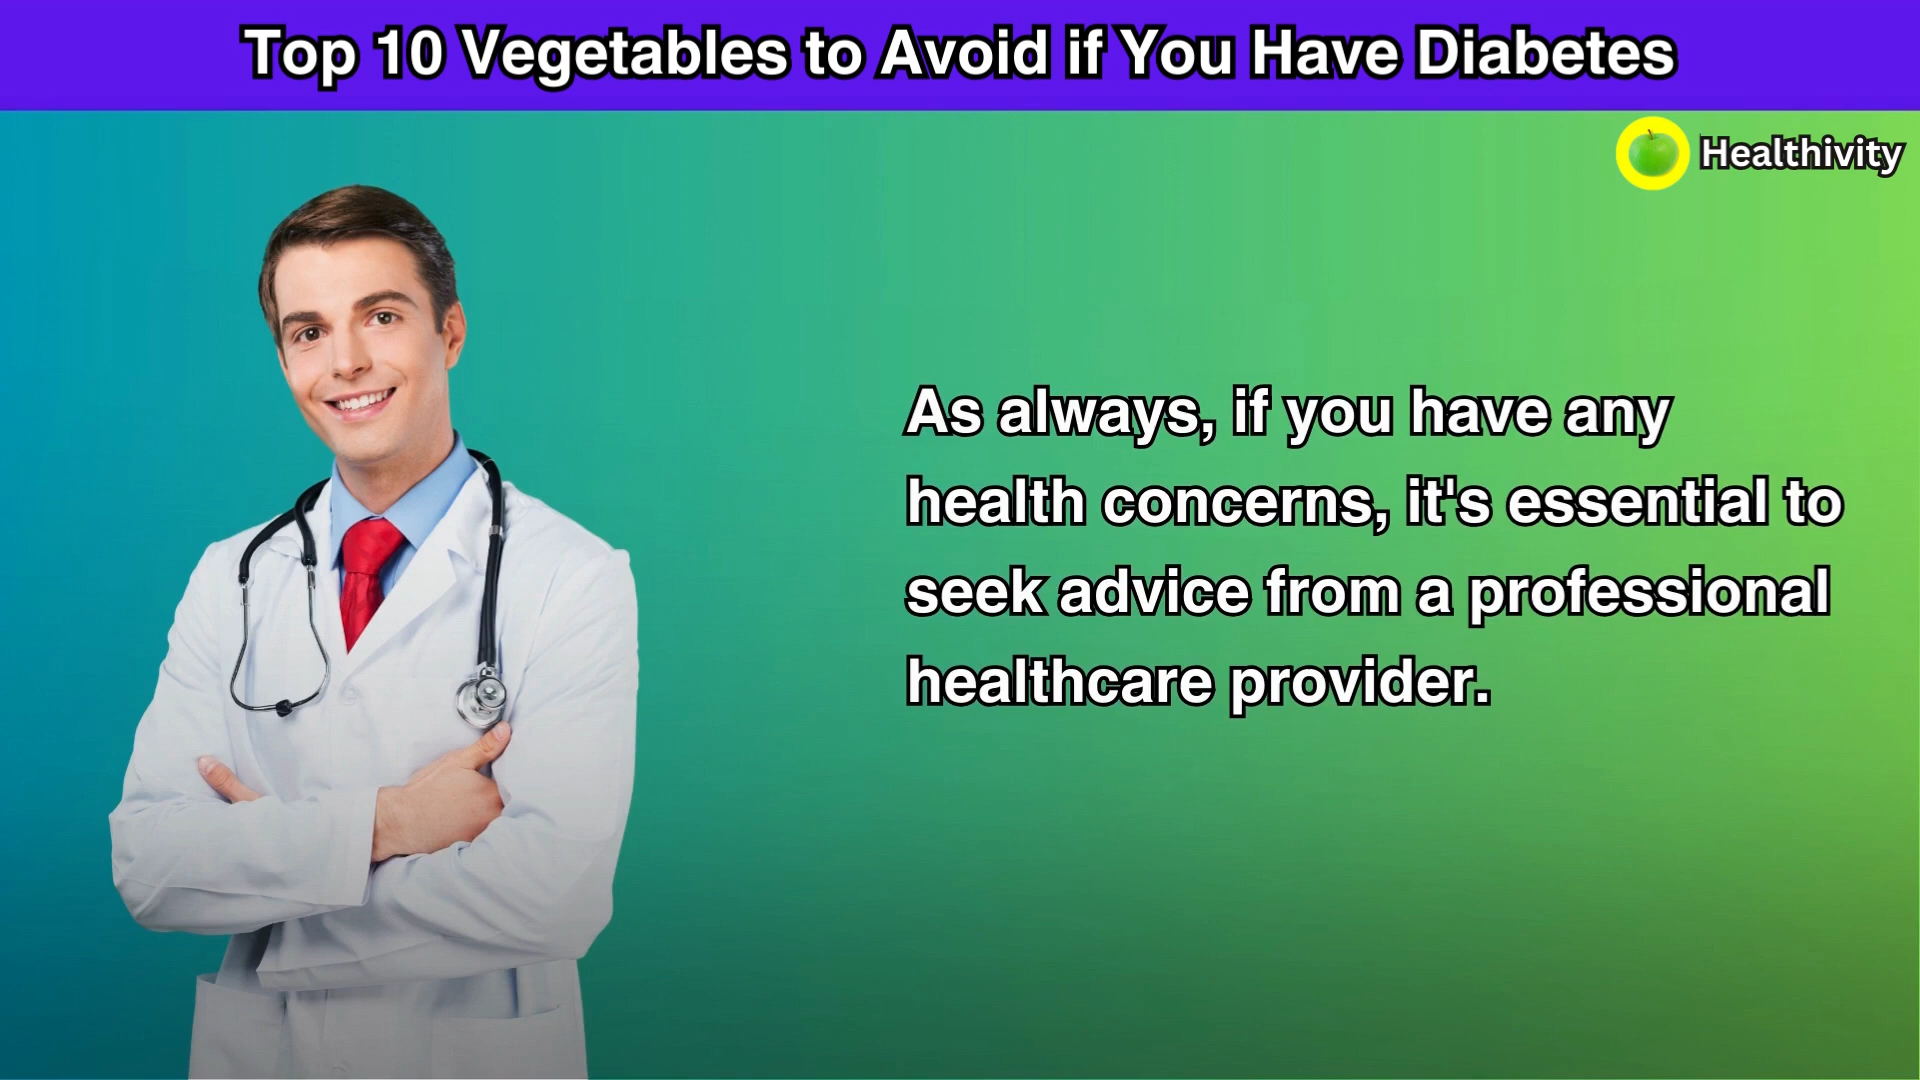 Top 10 Vegetables to Avoid if You Have Diabetes
Healthivity
As always, if you have any
health concerns, it's essential to
seek advice from a professional
healthcare provider.